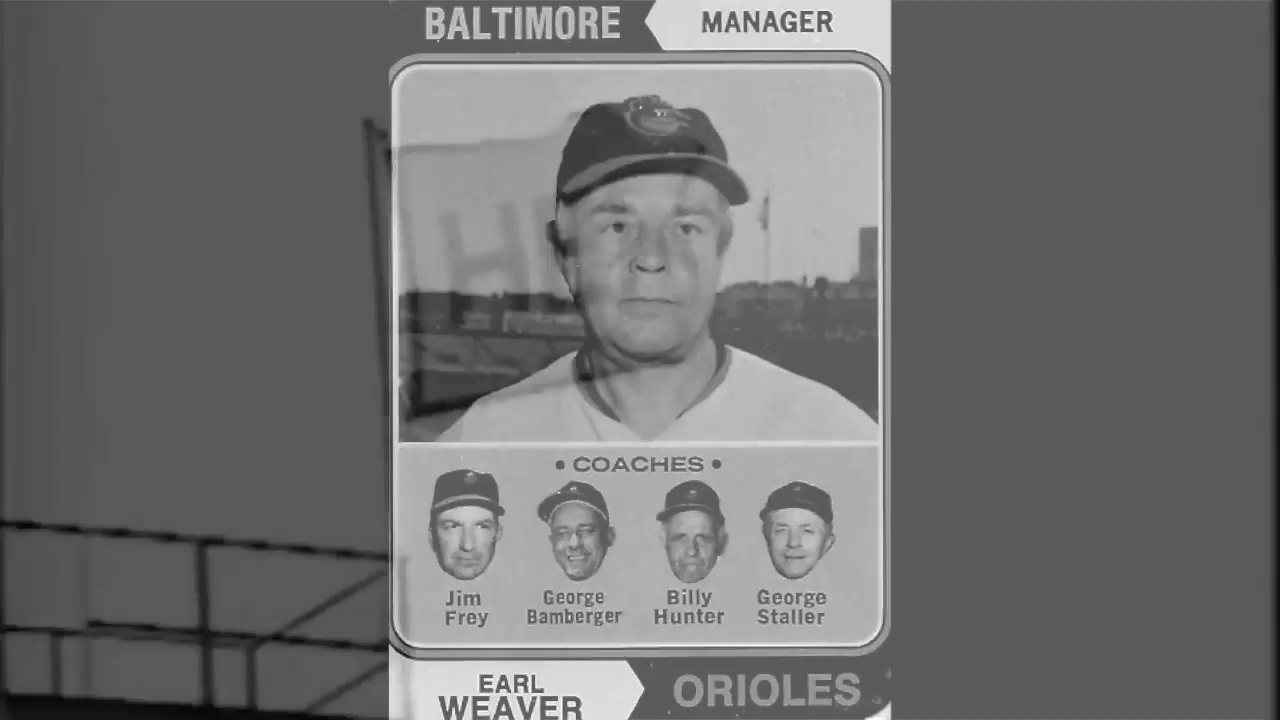 BALTIMORE
MANAGER
• COACHES •
Jim
Frey
George
Bamberger
Billy
Hunter
George
Staller
EARL
WEAVER
ORIOLES